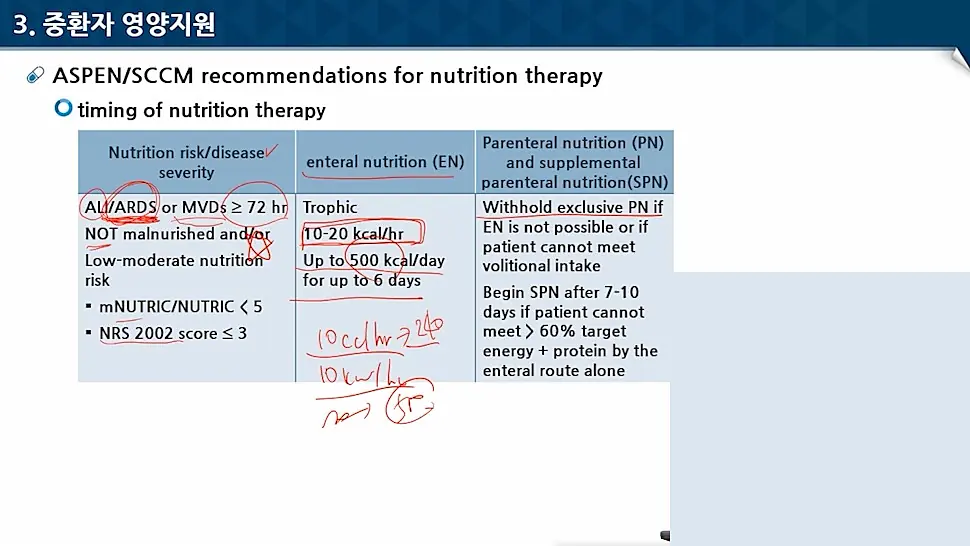 3. 중환자 영양지원
ASPEN/SCCM recommendations for nutrition therapy
timing of nutrition therapy
Nutrition risk/disease
severity
enteral nutrition (EN)
Parenteral nutrition (PN)
and supplemental
parenteral nutrition(SPN)
ALI/ARDS or MVDs ≥ 72 hr
NOT malnurished and/or
Low-moderate nutrition
risk
▪ mNUTRIC/NUTRIC < 5
▪ NRS 2002 score ≤ 3
Trophic
10-20 kcal/hr
Up to 500 kcal/day
for up to 6 days
10cc/hr → 240
Withhold exclusive PN if
EN is not possible or if
patient cannot meet
volitional intake
Begin SPN after 7-10
days if patient cannot
meet > 60% target
energy + protein by the
enteral route alone